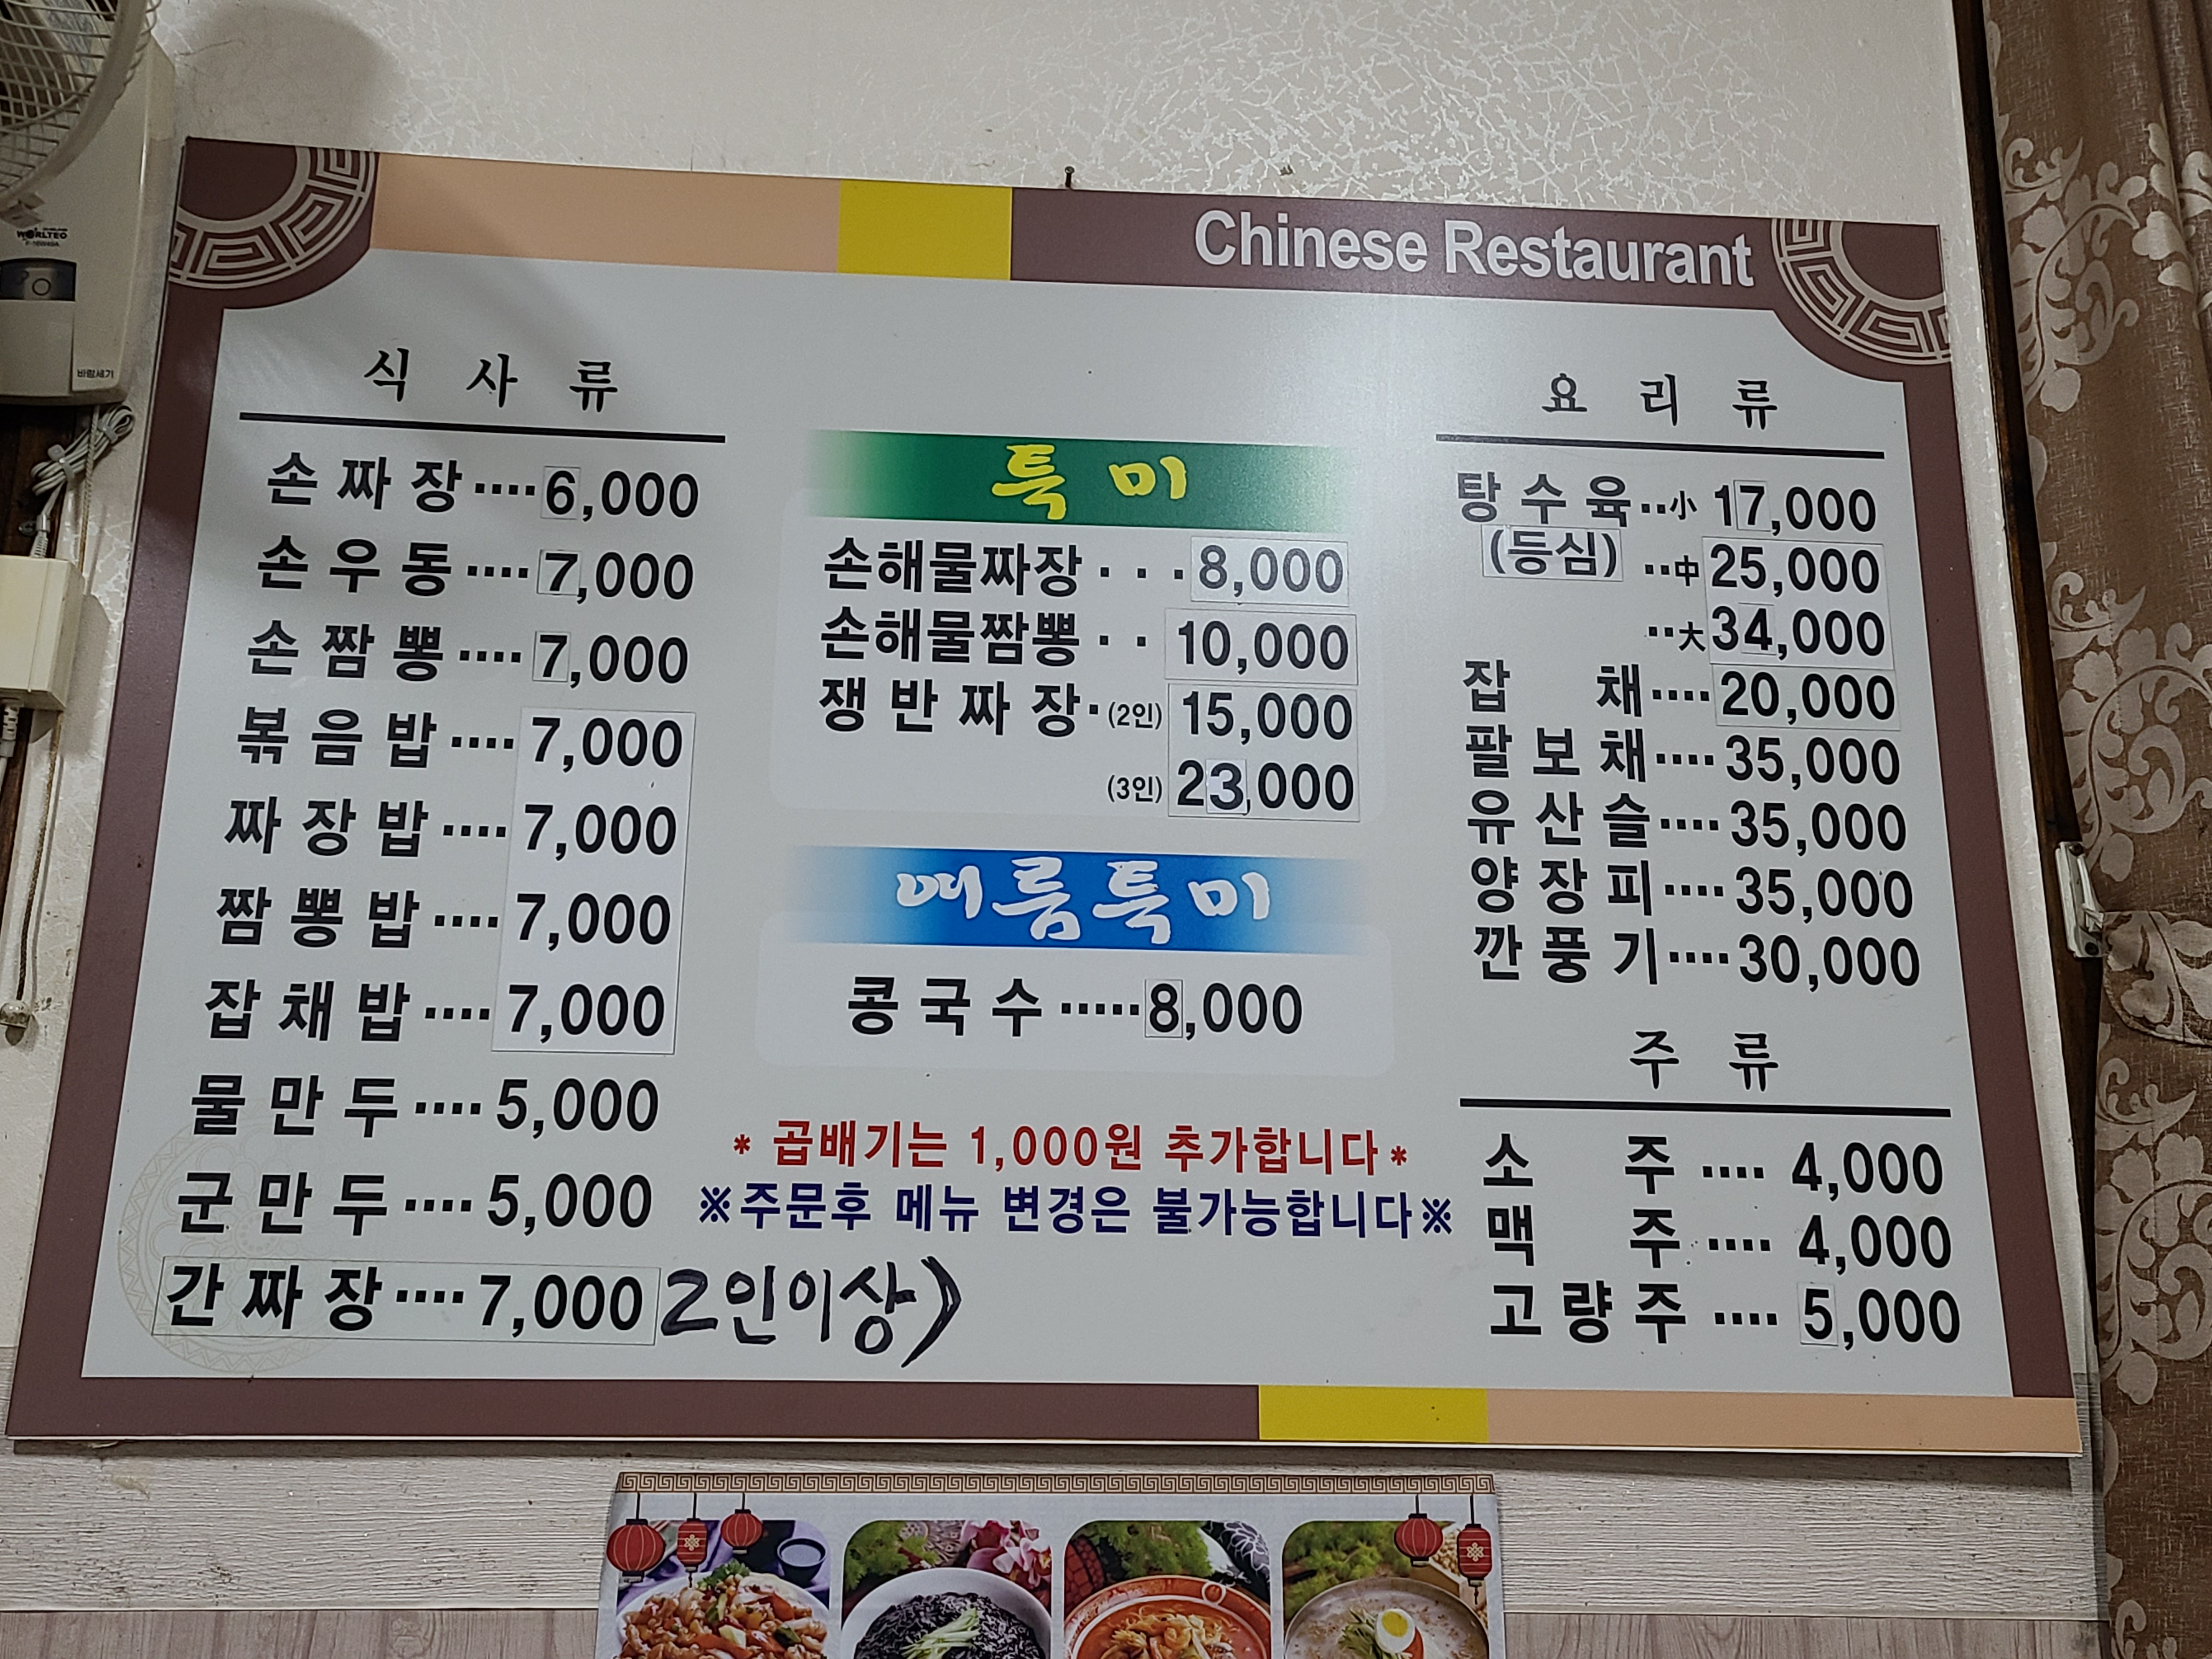 WORLTEC
바람세기
Chinese Restaurant
식 사 류
손 짜 장 ···· 6,000
손 우 동 ···· 7,000
손 짬 뽕 ···· 7,000
볶 음 밥 ···· 7,000
짜 장 밥 ···· 7,000
짬 뽕 밥 ···· 7,000
잡 채 밥 ···· 7,000
물 만 두 ···· 5,000
군 만 두 ···· 5,000
간 짜 장 ···· 7,000 2인이상)
특 미
손해물짜장 · · · 8,000
손해물짬뽕 · · 10,000
쟁 반 짜 장 · (2인) 15,000
(3인) 23,000
여름특미
콩 국 수 ····· 8,000
* 곱배기는 1,000원 추가합니다 *
※주문후 메뉴 변경은 불가능합니다※
요 리 류
탕 수 육 ·· 小 17,000
(등심) ·· 中 25,000
·· 大 34,000
잡 채 ···· 20,000
팔 보 채 ···· 35,000
유 산 슬 ···· 35,000
양 장 피 ···· 35,000
깐 풍 기 ···· 30,000
주 류
소 주 ···· 4,000
맥 주 ···· 4,000
고 량 주 ···· 5,000